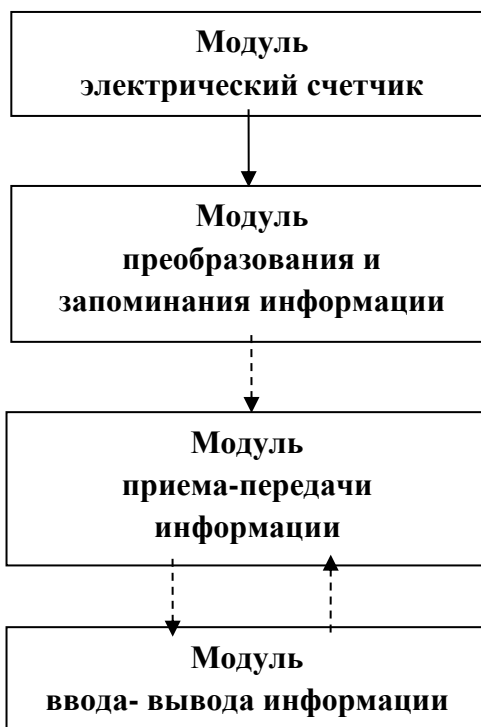 Модуль
электрический счетчик
Модуль
преобразования и
запоминания информации
Модуль
приема-передачи
информации
Модуль
ввода- вывода информации